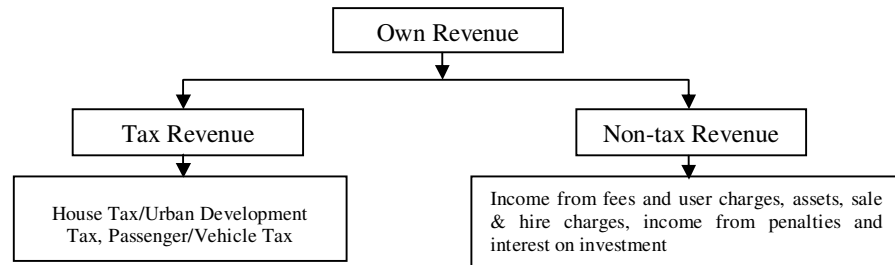 Own Revenue
Tax Revenue
Non-tax Revenue
House Tax/Urban Development
Tax, Passenger/Vehicle Tax
Income from fees and user charges, assets, sale
& hire charges, income from penalties and
interest on investment